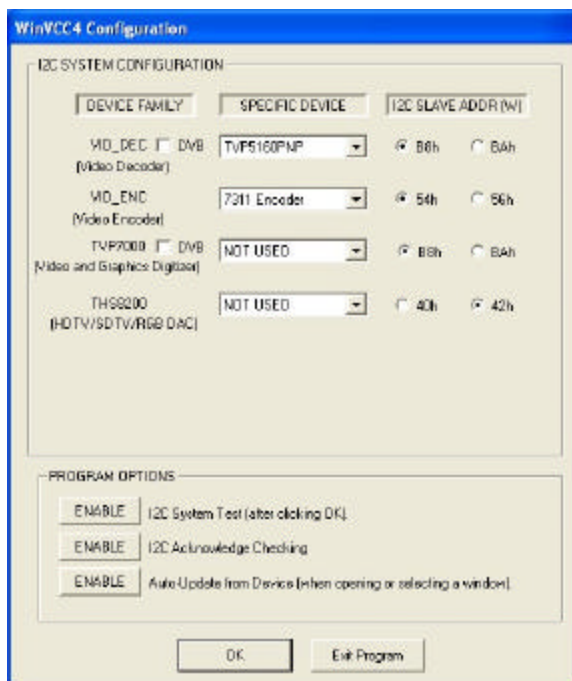 WinVCC4 Configuration
I2C SYSTEM CONFIGURATION
DEVICE FAMILY SPECIFIC DEVICE I2C SLAVE ADDR (W)
VID_DEC DVB TVP5160PNP B8h BAh
(Video Decoder)
VID_ENC 7311 Encoder 54h 56h
(Video Encoder)
TVP7000 DVB NOT USED B8h BAh
(Video and Graphics Digitizer)
THS8200 NOT USED 40h 42h
(HDTV/SDTV/RGB DAC)
PROGRAM OPTIONS
ENABLE I2C System Test (after clicking OK).
ENABLE I2C Acknowledge Checking
ENABLE Auto-Update from Device (when opening or selecting a window).
OK Exit Program